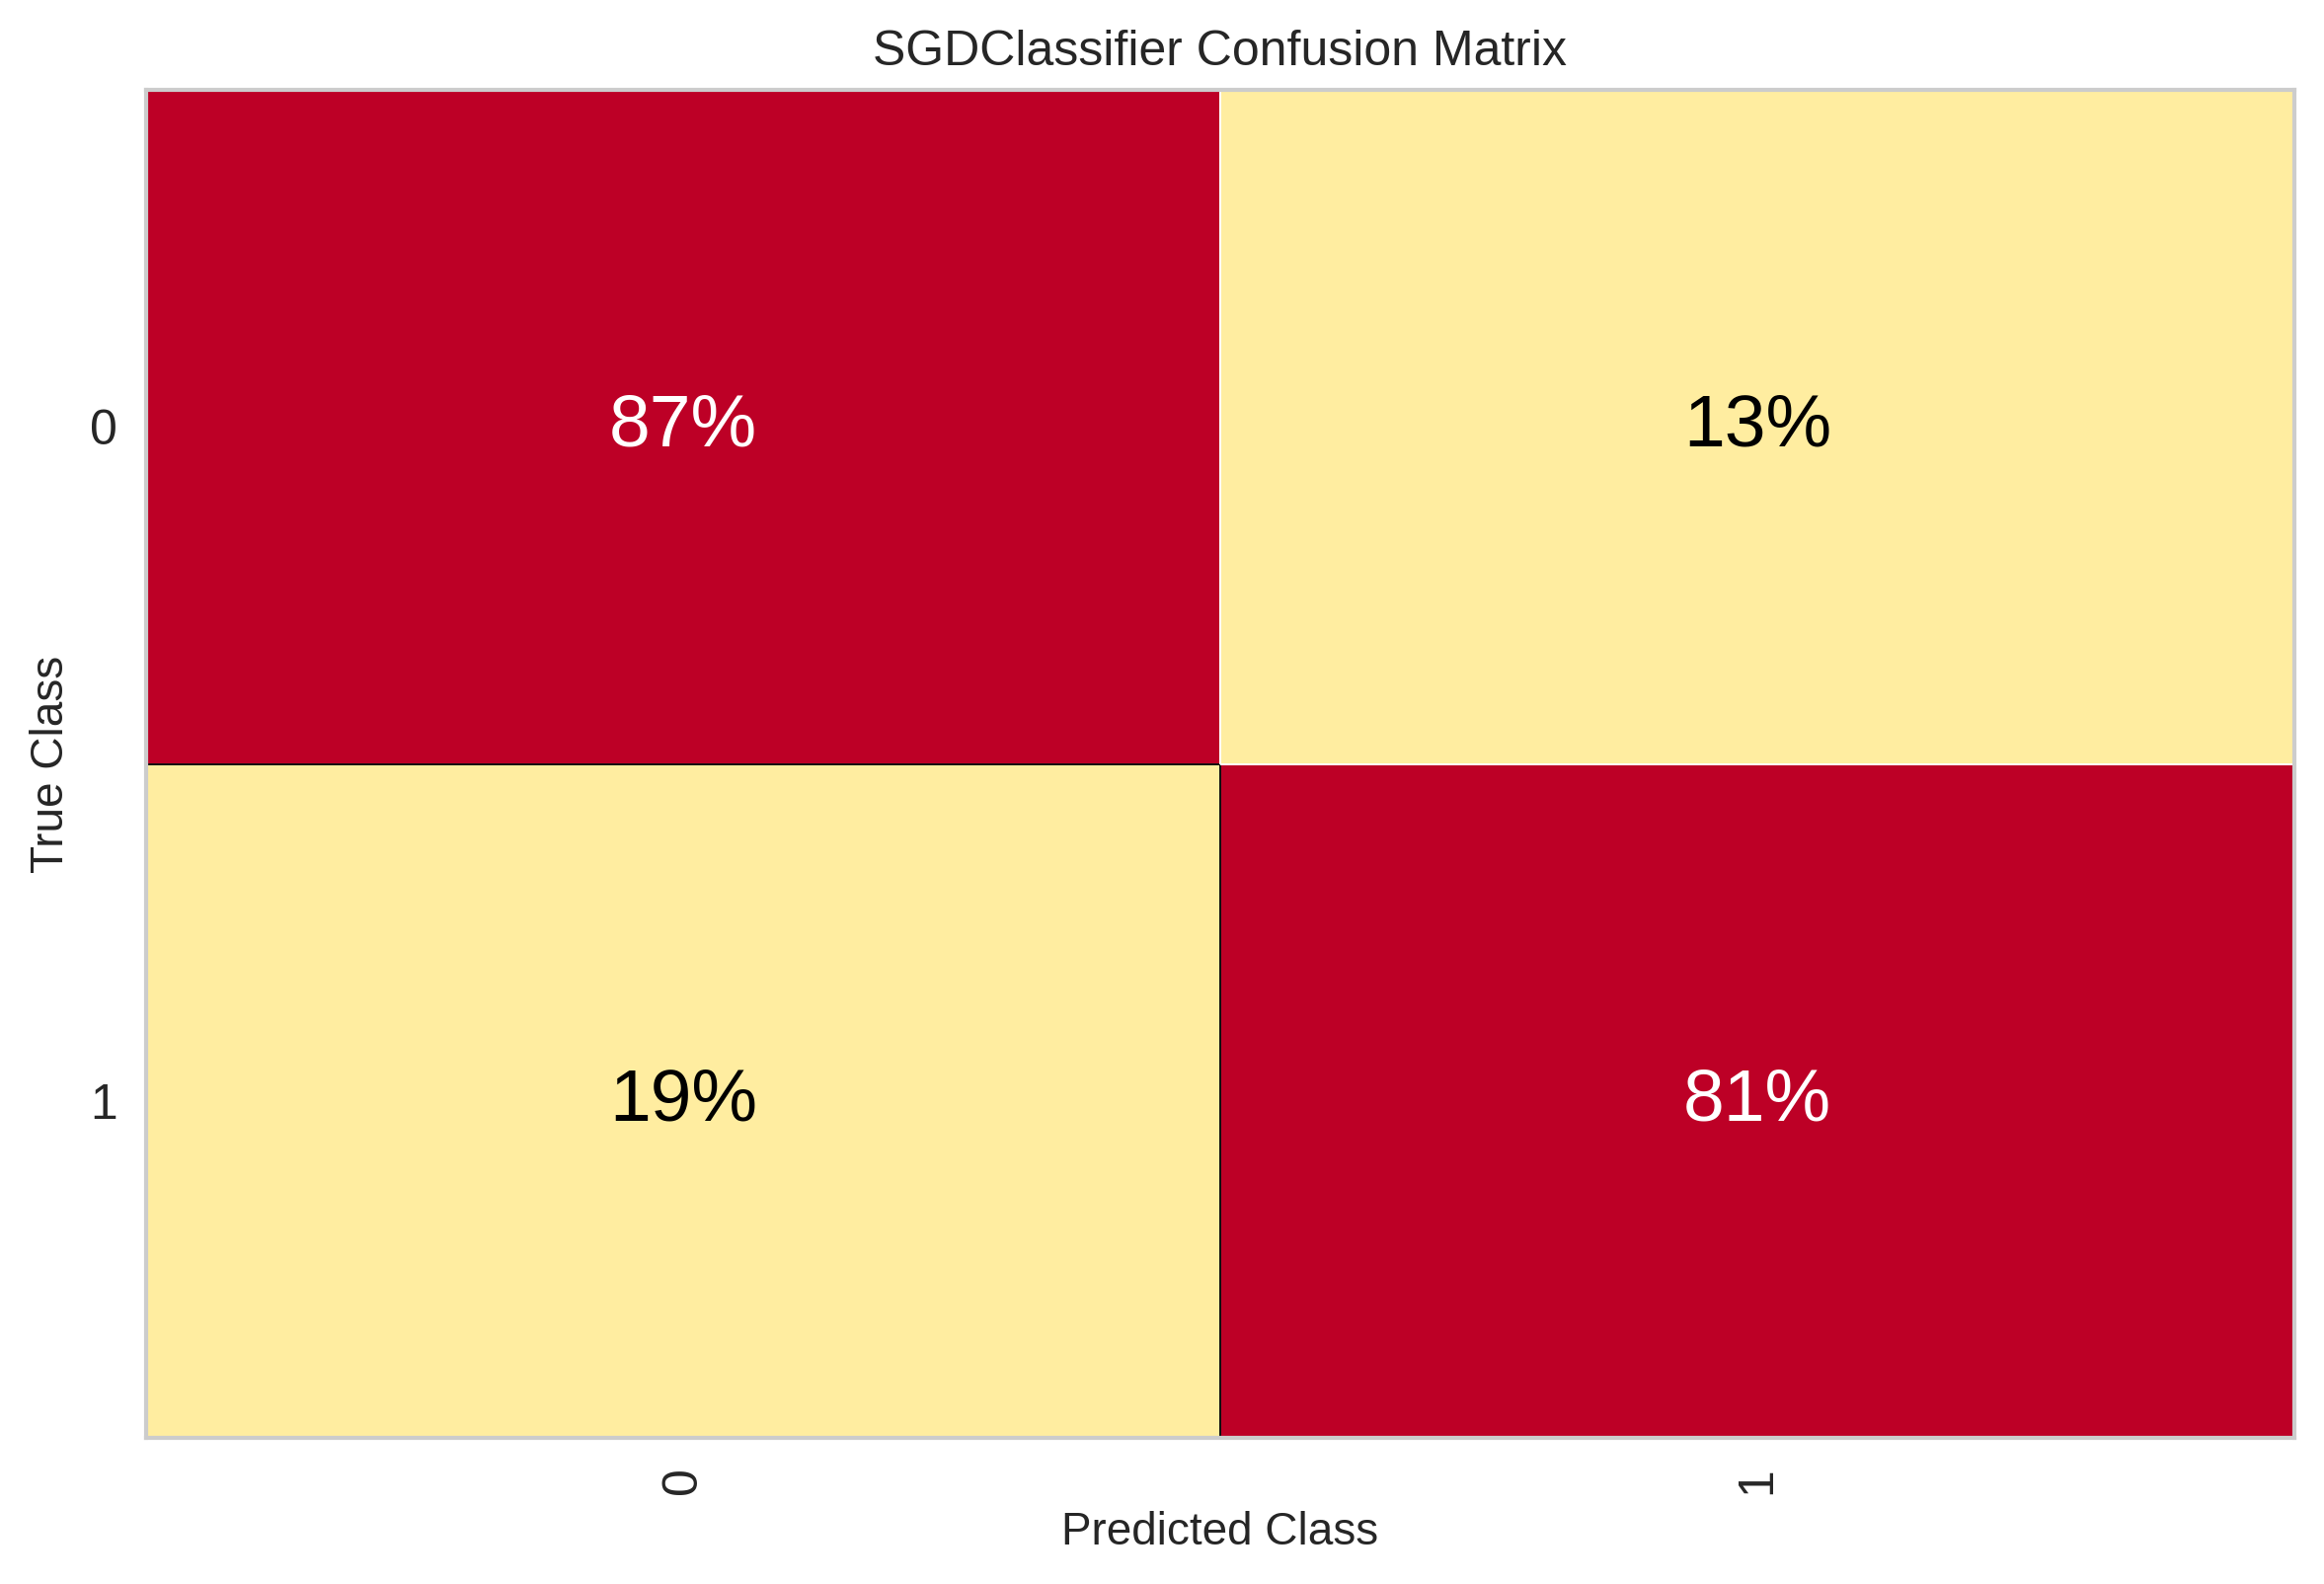 SGDClassifier Confusion Matrix
True Class
0
87%
13%
1
19%
81%
0
1
Predicted Class